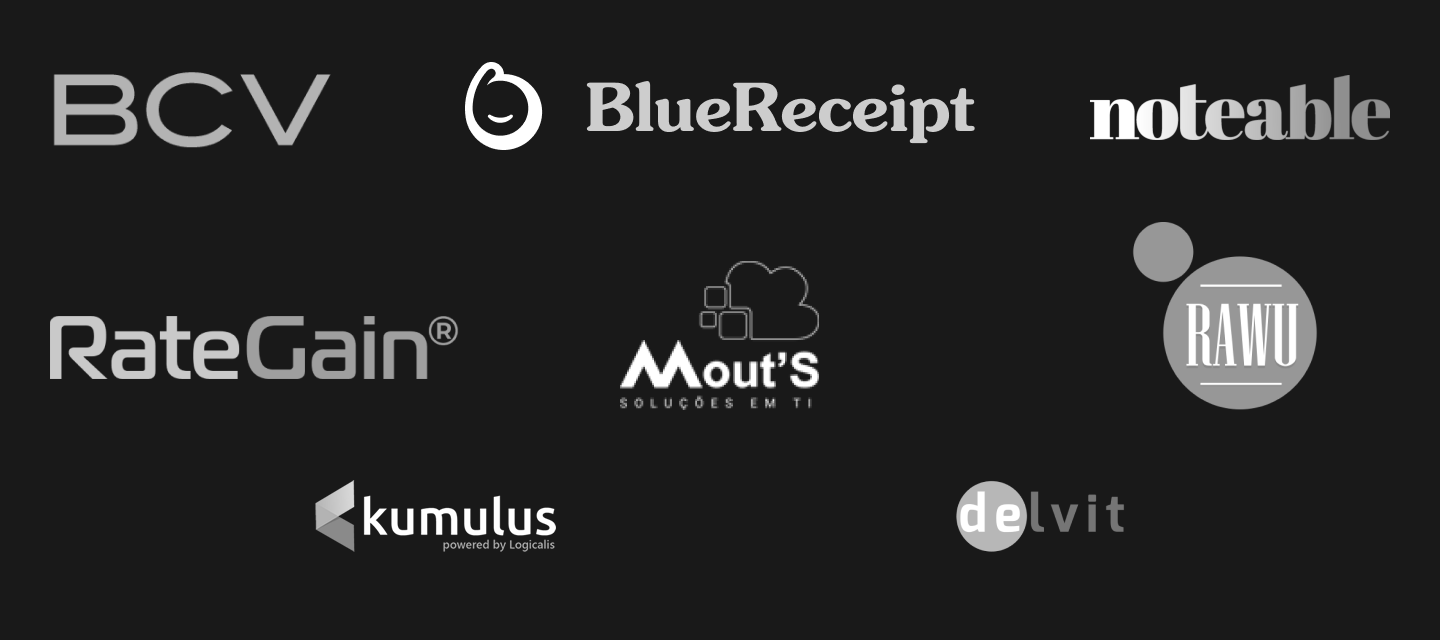 BCV
BlueReceipt
noteable
RateGain®
Mout'S
SOLUÇÕES EM TI
RAWU
kumulus
powered by Logicalis
delvit